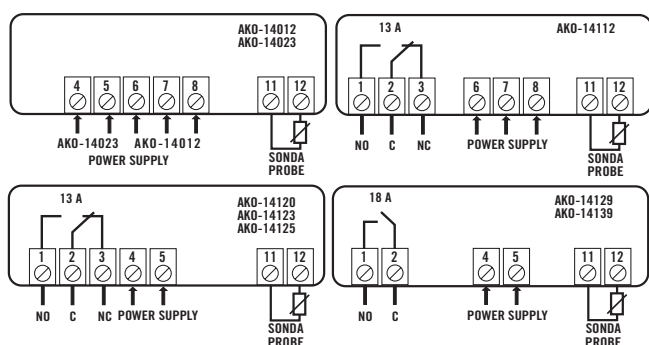 AKO-14012
AKO-14023
4 5 6 7 8 11 12
AKO-14023 AKO-14012
POWER SUPPLY
SONDA
PROBE
13 A
AKO-14112
1 2 3 6 7 8 11 12
NO C NC POWER SUPPLY
SONDA
PROBE
13 A
AKO-14120
AKO-14123
AKO-14125
1 2 3 4 5 11 12
NO C NC POWER SUPPLY
SONDA
PROBE
18 A
AKO-14129
AKO-14139
1 2 4 5 11 12
NO C POWER SUPPLY
SONDA
PROBE